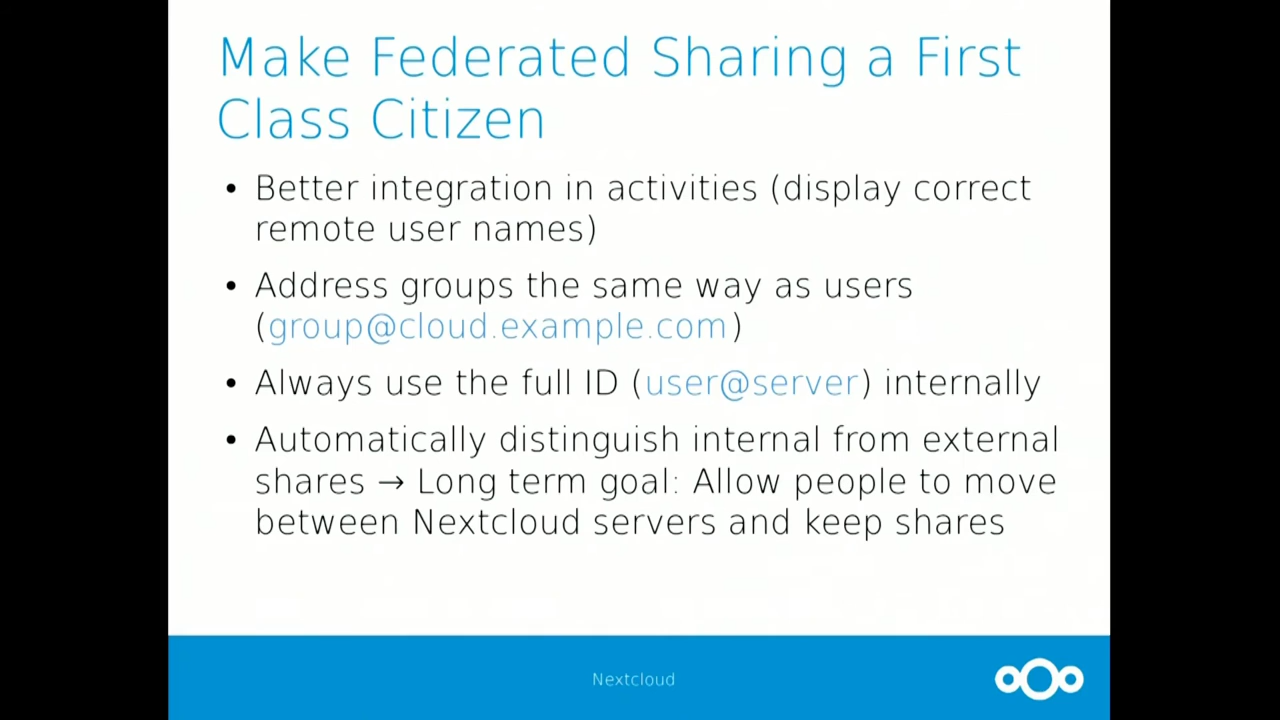 Make Federated Sharing a First
Class Citizen
• Better integration in activities (display correct
remote user names)
• Address groups the same way as users
(group@cloud.example.com)
• Always use the full ID (user@server) internally
• Automatically distinguish internal from external
shares → Long term goal: Allow people to move
between Nextcloud servers and keep shares
Nextcloud